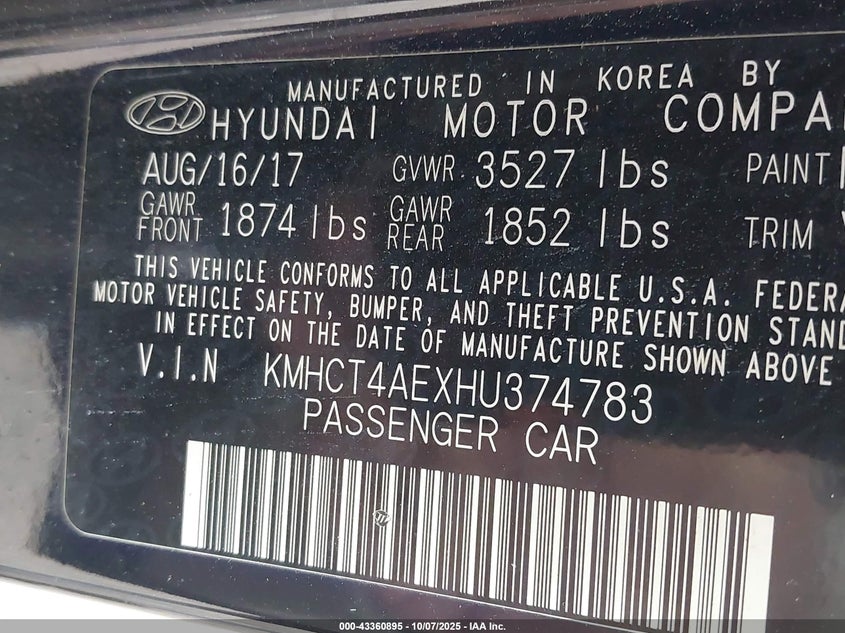 MANUFACTURED IN KOREA BY
HYUNDAI MOTOR COMPA
AUG/16/17 GVWR 3527 lbs PAINT
GAWR FRONT 1874 lbs GAWR REAR 1852 lbs TRIM
THIS VEHICLE CONFORMS TO ALL APPLICABLE U.S.A. FEDERA
MOTOR VEHICLE SAFETY, BUMPER, AND THEFT PREVENTION STAND
IN EFFECT ON THE DATE OF MANUFACTURE SHOWN ABOVE
V.I.N KMHCT4AEXHU374783
PASSENGER CAR
000-43360895 - 10/07/2025 - IAA Inc.